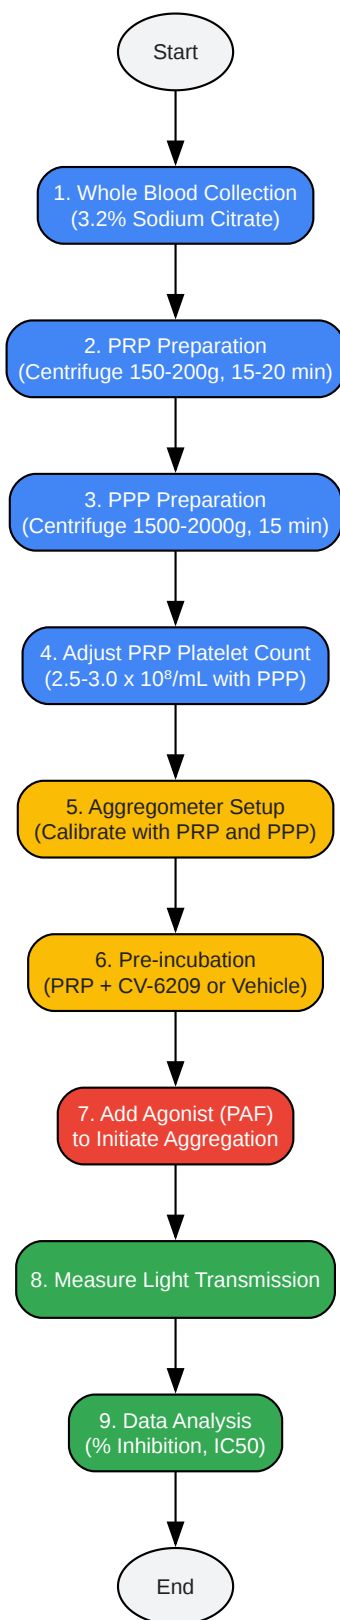 Start
1. Whole Blood Collection
(3.2% Sodium Citrate)
2. PRP Preparation
(Centrifuge 150-200g, 15-20 min)
3. PPP Preparation
(Centrifuge 1500-2000g, 15 min)
4. Adjust PRP Platelet Count
(2.5-3.0 x 10⁸/mL with PPP)
5. Aggregometer Setup
(Calibrate with PRP and PPP)
6. Pre-incubation
(PRP + CV-6209 or Vehicle)
7. Add Agonist (PAF)
to Initiate Aggregation
8. Measure Light Transmission
9. Data Analysis
(% Inhibition, IC50)
End